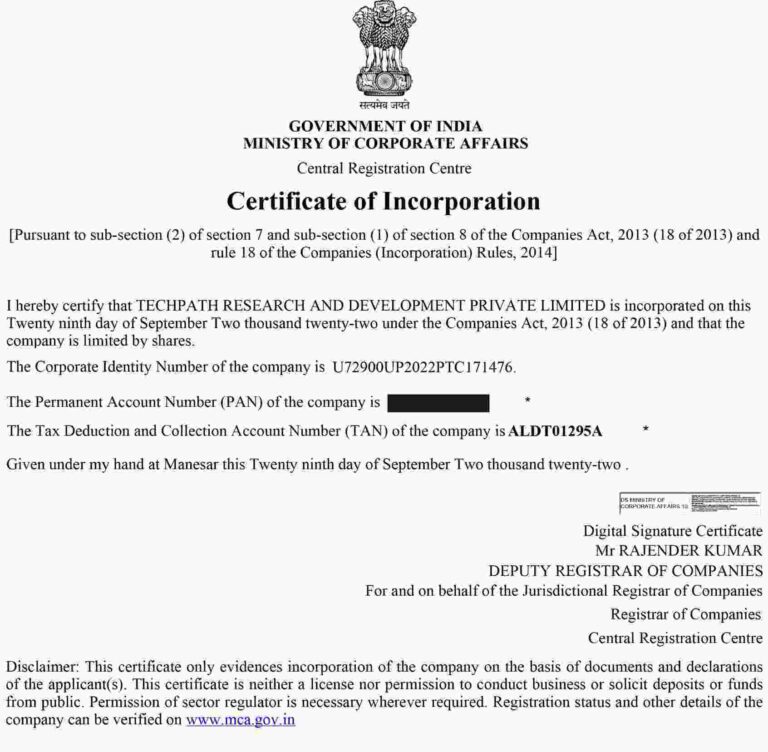 सत्यमेव जयते
GOVERNMENT OF INDIA
MINISTRY OF CORPORATE AFFAIRS
Central Registration Centre
Certificate of Incorporation
[Pursuant to sub-section (2) of section 7 and sub-section (1) of section 8 of the Companies Act, 2013 (18 of 2013) and
rule 18 of the Companies (Incorporation) Rules, 2014]
I hereby certify that TECHPATH RESEARCH AND DEVELOPMENT PRIVATE LIMITED is incorporated on this
Twenty ninth day of September Two thousand twenty-two under the Companies Act, 2013 (18 of 2013) and that the
company is limited by shares.
The Corporate Identity Number of the company is U72900UP2022PTC171476.
The Permanent Account Number (PAN) of the company is *
The Tax Deduction and Collection Account Number (TAN) of the company is ALDT01295A *
Given under my hand at Manesar this Twenty ninth day of September Two thousand twenty-two .
DS MINISTRY OF
CORPORATE AFFAIRS 10
Digital Signature Certificate
Mr RAJENDER KUMAR
DEPUTY REGISTRAR OF COMPANIES
For and on behalf of the Jurisdictional Registrar of Companies
Registrar of Companies
Central Registration Centre
Disclaimer: This certificate only evidences incorporation of the company on the basis of documents and declarations
of the applicant(s). This certificate is neither a license nor permission to conduct business or solicit deposits or funds
from public. Permission of sector regulator is necessary wherever required. Registration status and other details of the
company can be verified on www.mca.gov.in